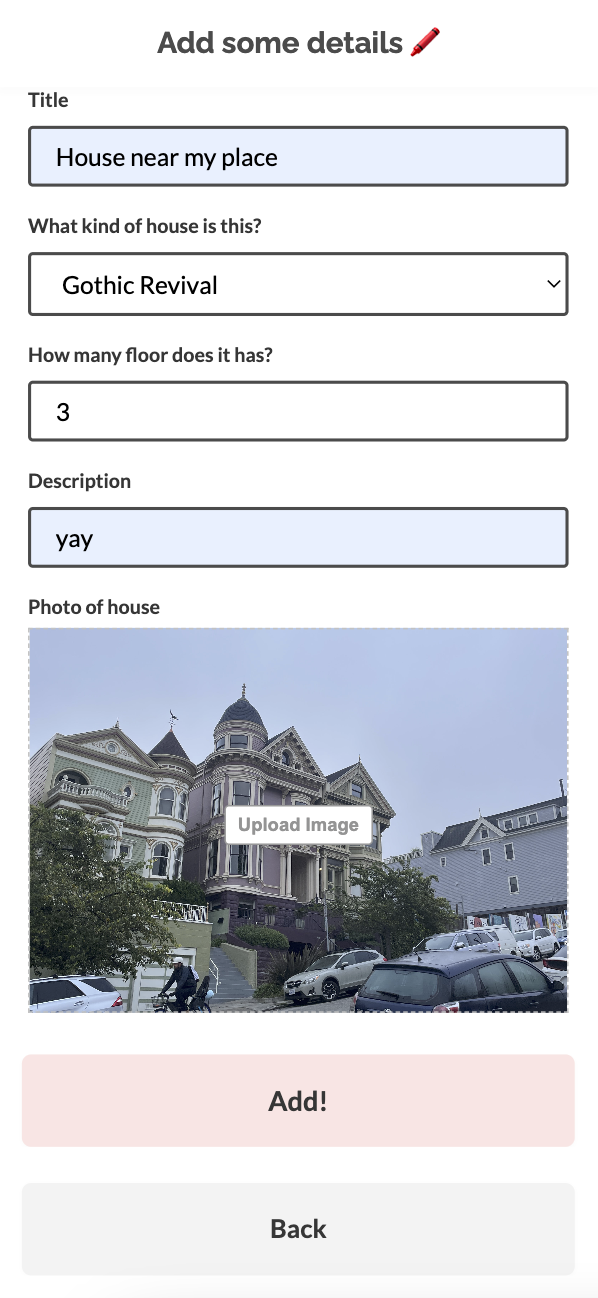 Add some details 🖍️
Title
House near my place
What kind of house is this?
Gothic Revival
How many floor does it has?
3
Description
yay
Photo of house
Upload Image
Add!
Back